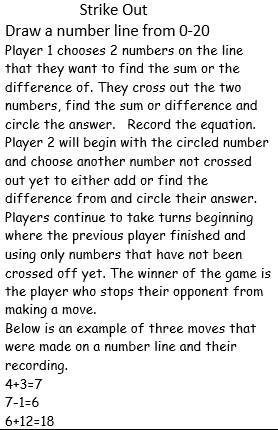 Strike Out
Draw a number line from 0-20
Player 1 chooses 2 numbers on the line
that they want to find the sum or the
difference of. They cross out the two
numbers, find the sum or difference and
circle the answer. Record the equation.
Player 2 will begin with the circled number
and choose another number not crossed
out yet to either add or find the
difference from and circle their answer.
Players continue to take turns beginning
where the previous player finished and
using only numbers that have not been
crossed off yet. The winner of the game is
the player who stops their opponent from
making a move.
Below is an example of three moves that
were made on a number line and their
recording.
4+3=7
7-1=6
6+12=18